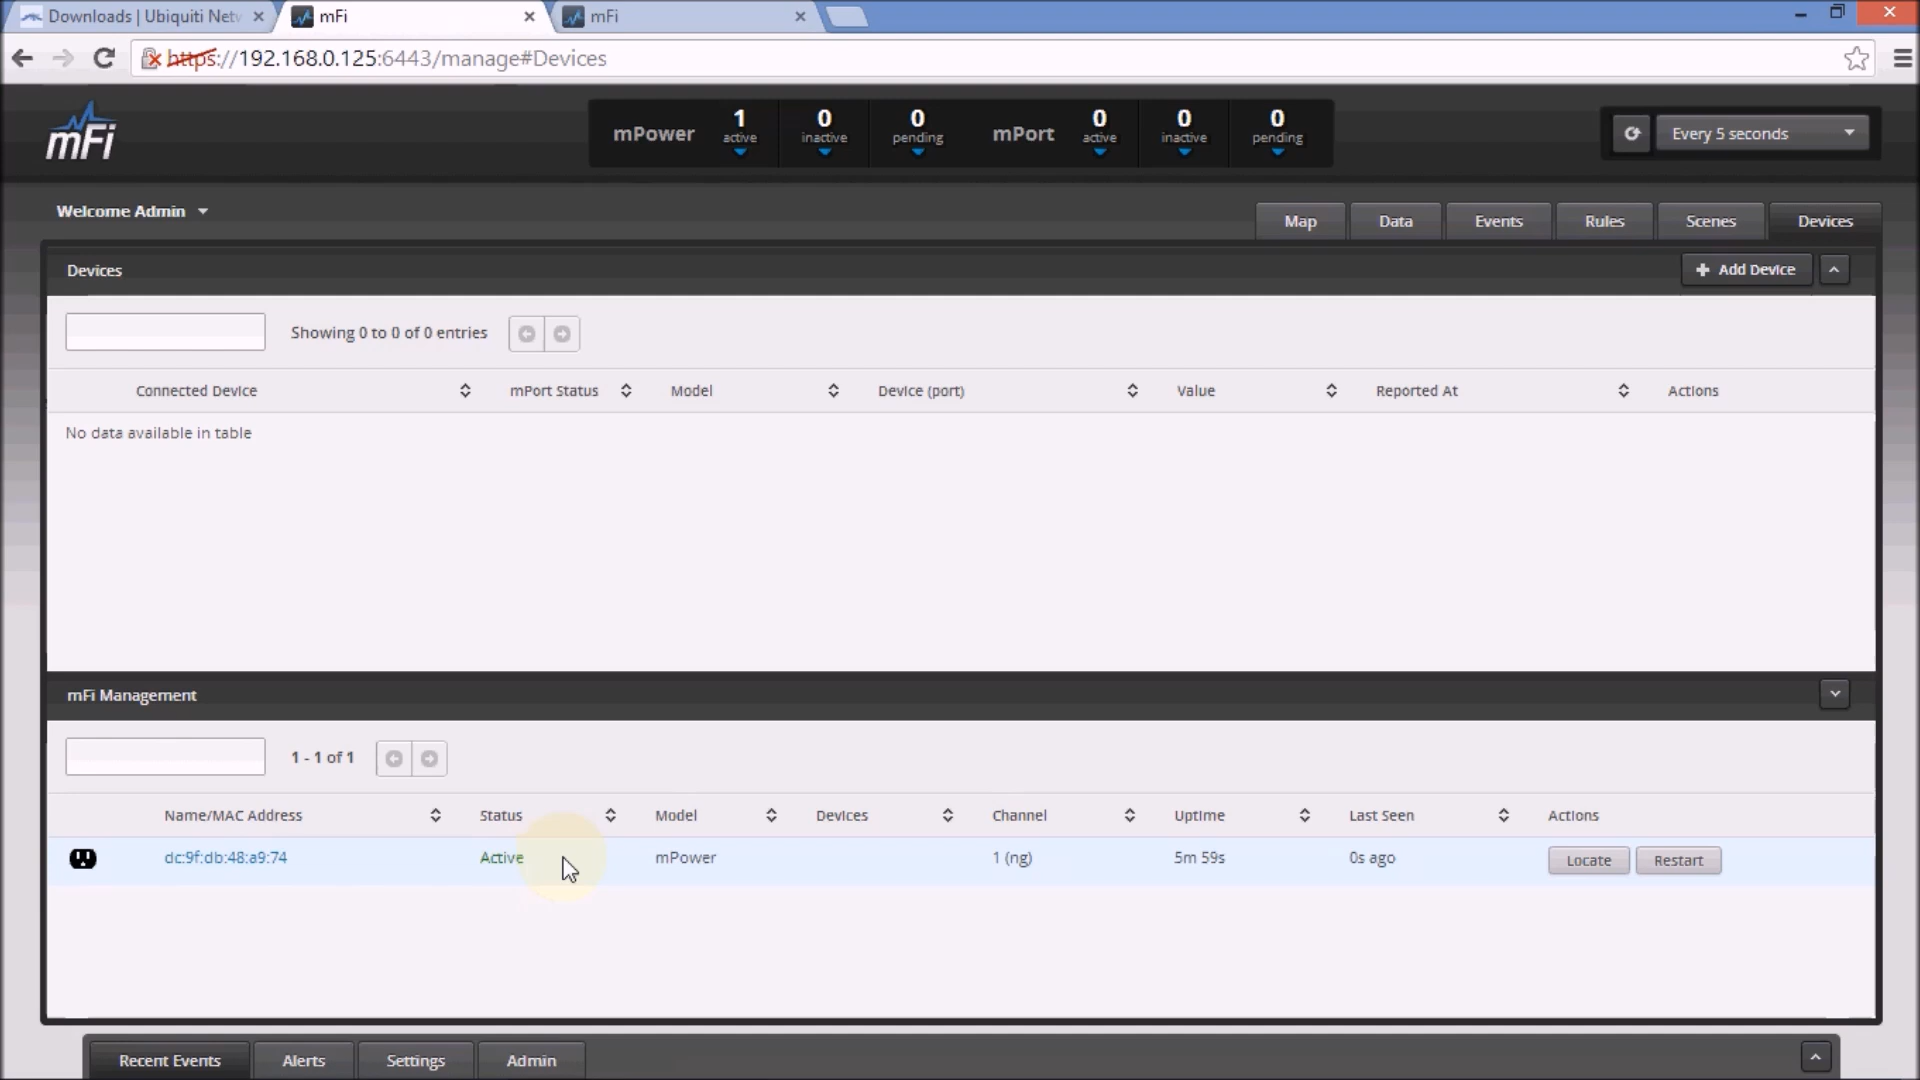 Downloads | Ubiquiti Netv
mFi
mFi
https://192.168.0.125:6443/manage#Devices
mFi
mPower
1 active
0 inactive
0 pending
mPort
0 active
0 inactive
0 pending
Every 5 seconds
Welcome Admin
Map
Data
Events
Rules
Scenes
Devices
Devices
Add Device
Showing 0 to 0 of 0 entries
Connected Device
mPort Status
Model
Device (port)
Value
Reported At
Actions
No data available in table
mFi Management
1 - 1 of 1
Name/MAC Address
Status
Model
Devices
Channel
Uptime
Last Seen
Actions
dc:9f:db:48:a9:74
Active
mPower
1 (ng)
5m 59s
0s ago
Locate
Restart
Recent Events
Alerts
Settings
Admin